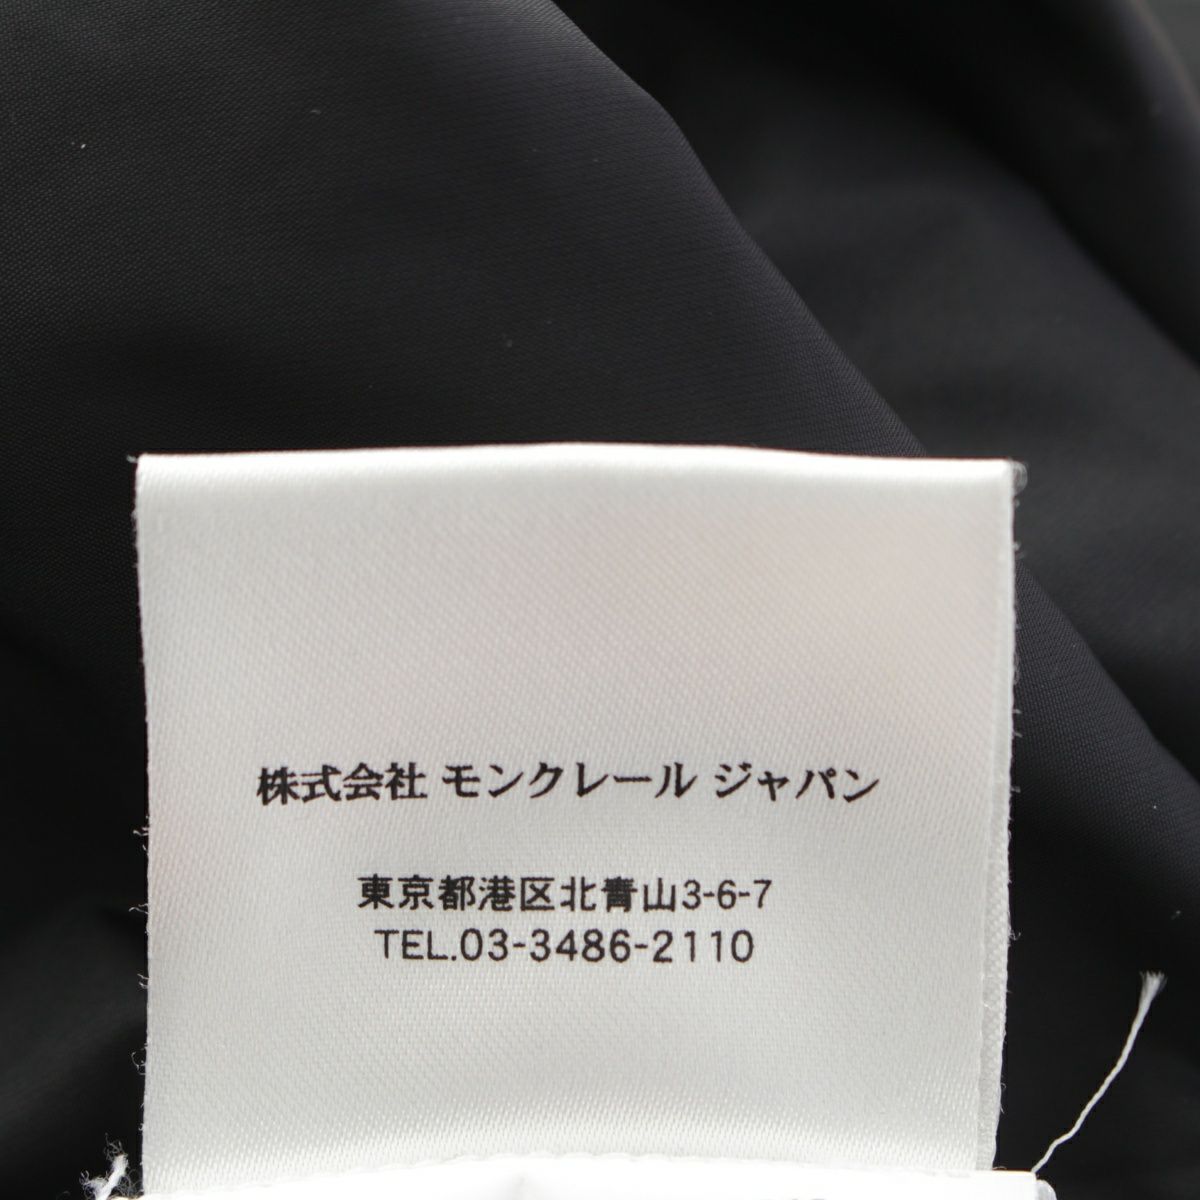 株式会社 モンクレール ジャパン
東京都港区北青山3-6-7
TEL.03-3486-2110